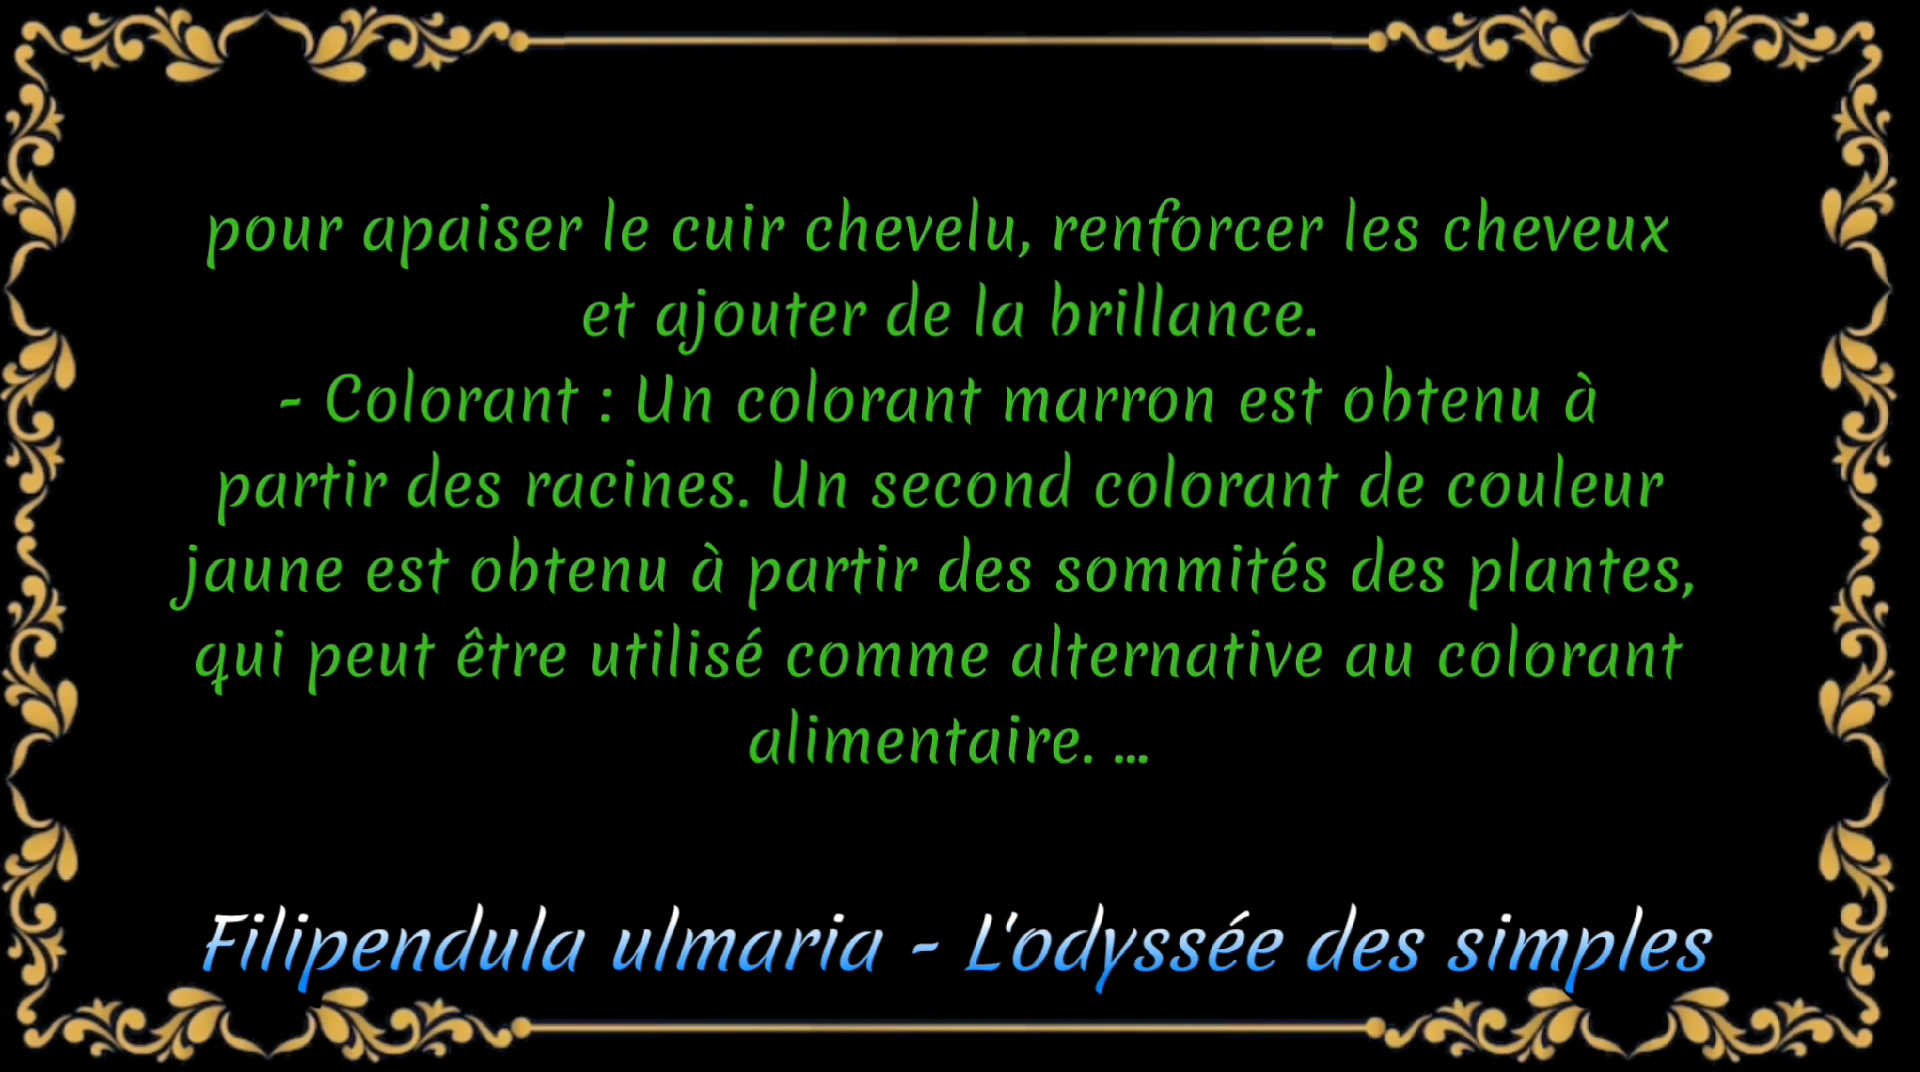 pour apaiser le cuir chevelu, renforcer les cheveux
et ajouter de la brillance.
- Colorant : Un colorant marron est obtenu à
partir des racines. Un second colorant de couleur
jaune est obtenu à partir des sommités des plantes,
qui peut être utilisé comme alternative au colorant
alimentaire. ...
Filipendula ulmaria - L'odyssée des simples